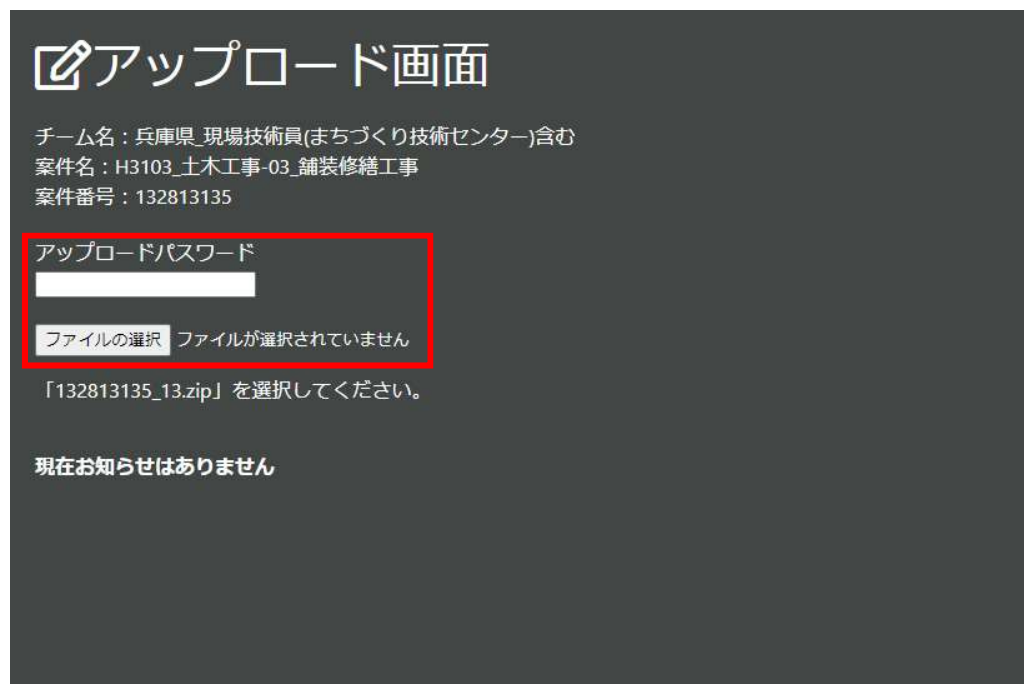 アップロード画面
チーム名：兵庫県_現場技術員(まちづくり技術センター)含む
案件名：H3103_土木工事-03_舗装修繕工事
案件番号：132813135
アップロードパスワード
ファイルの選択 ファイルが選択されていません
「132813135_13.zip」を選択してください。
現在お知らせはありません